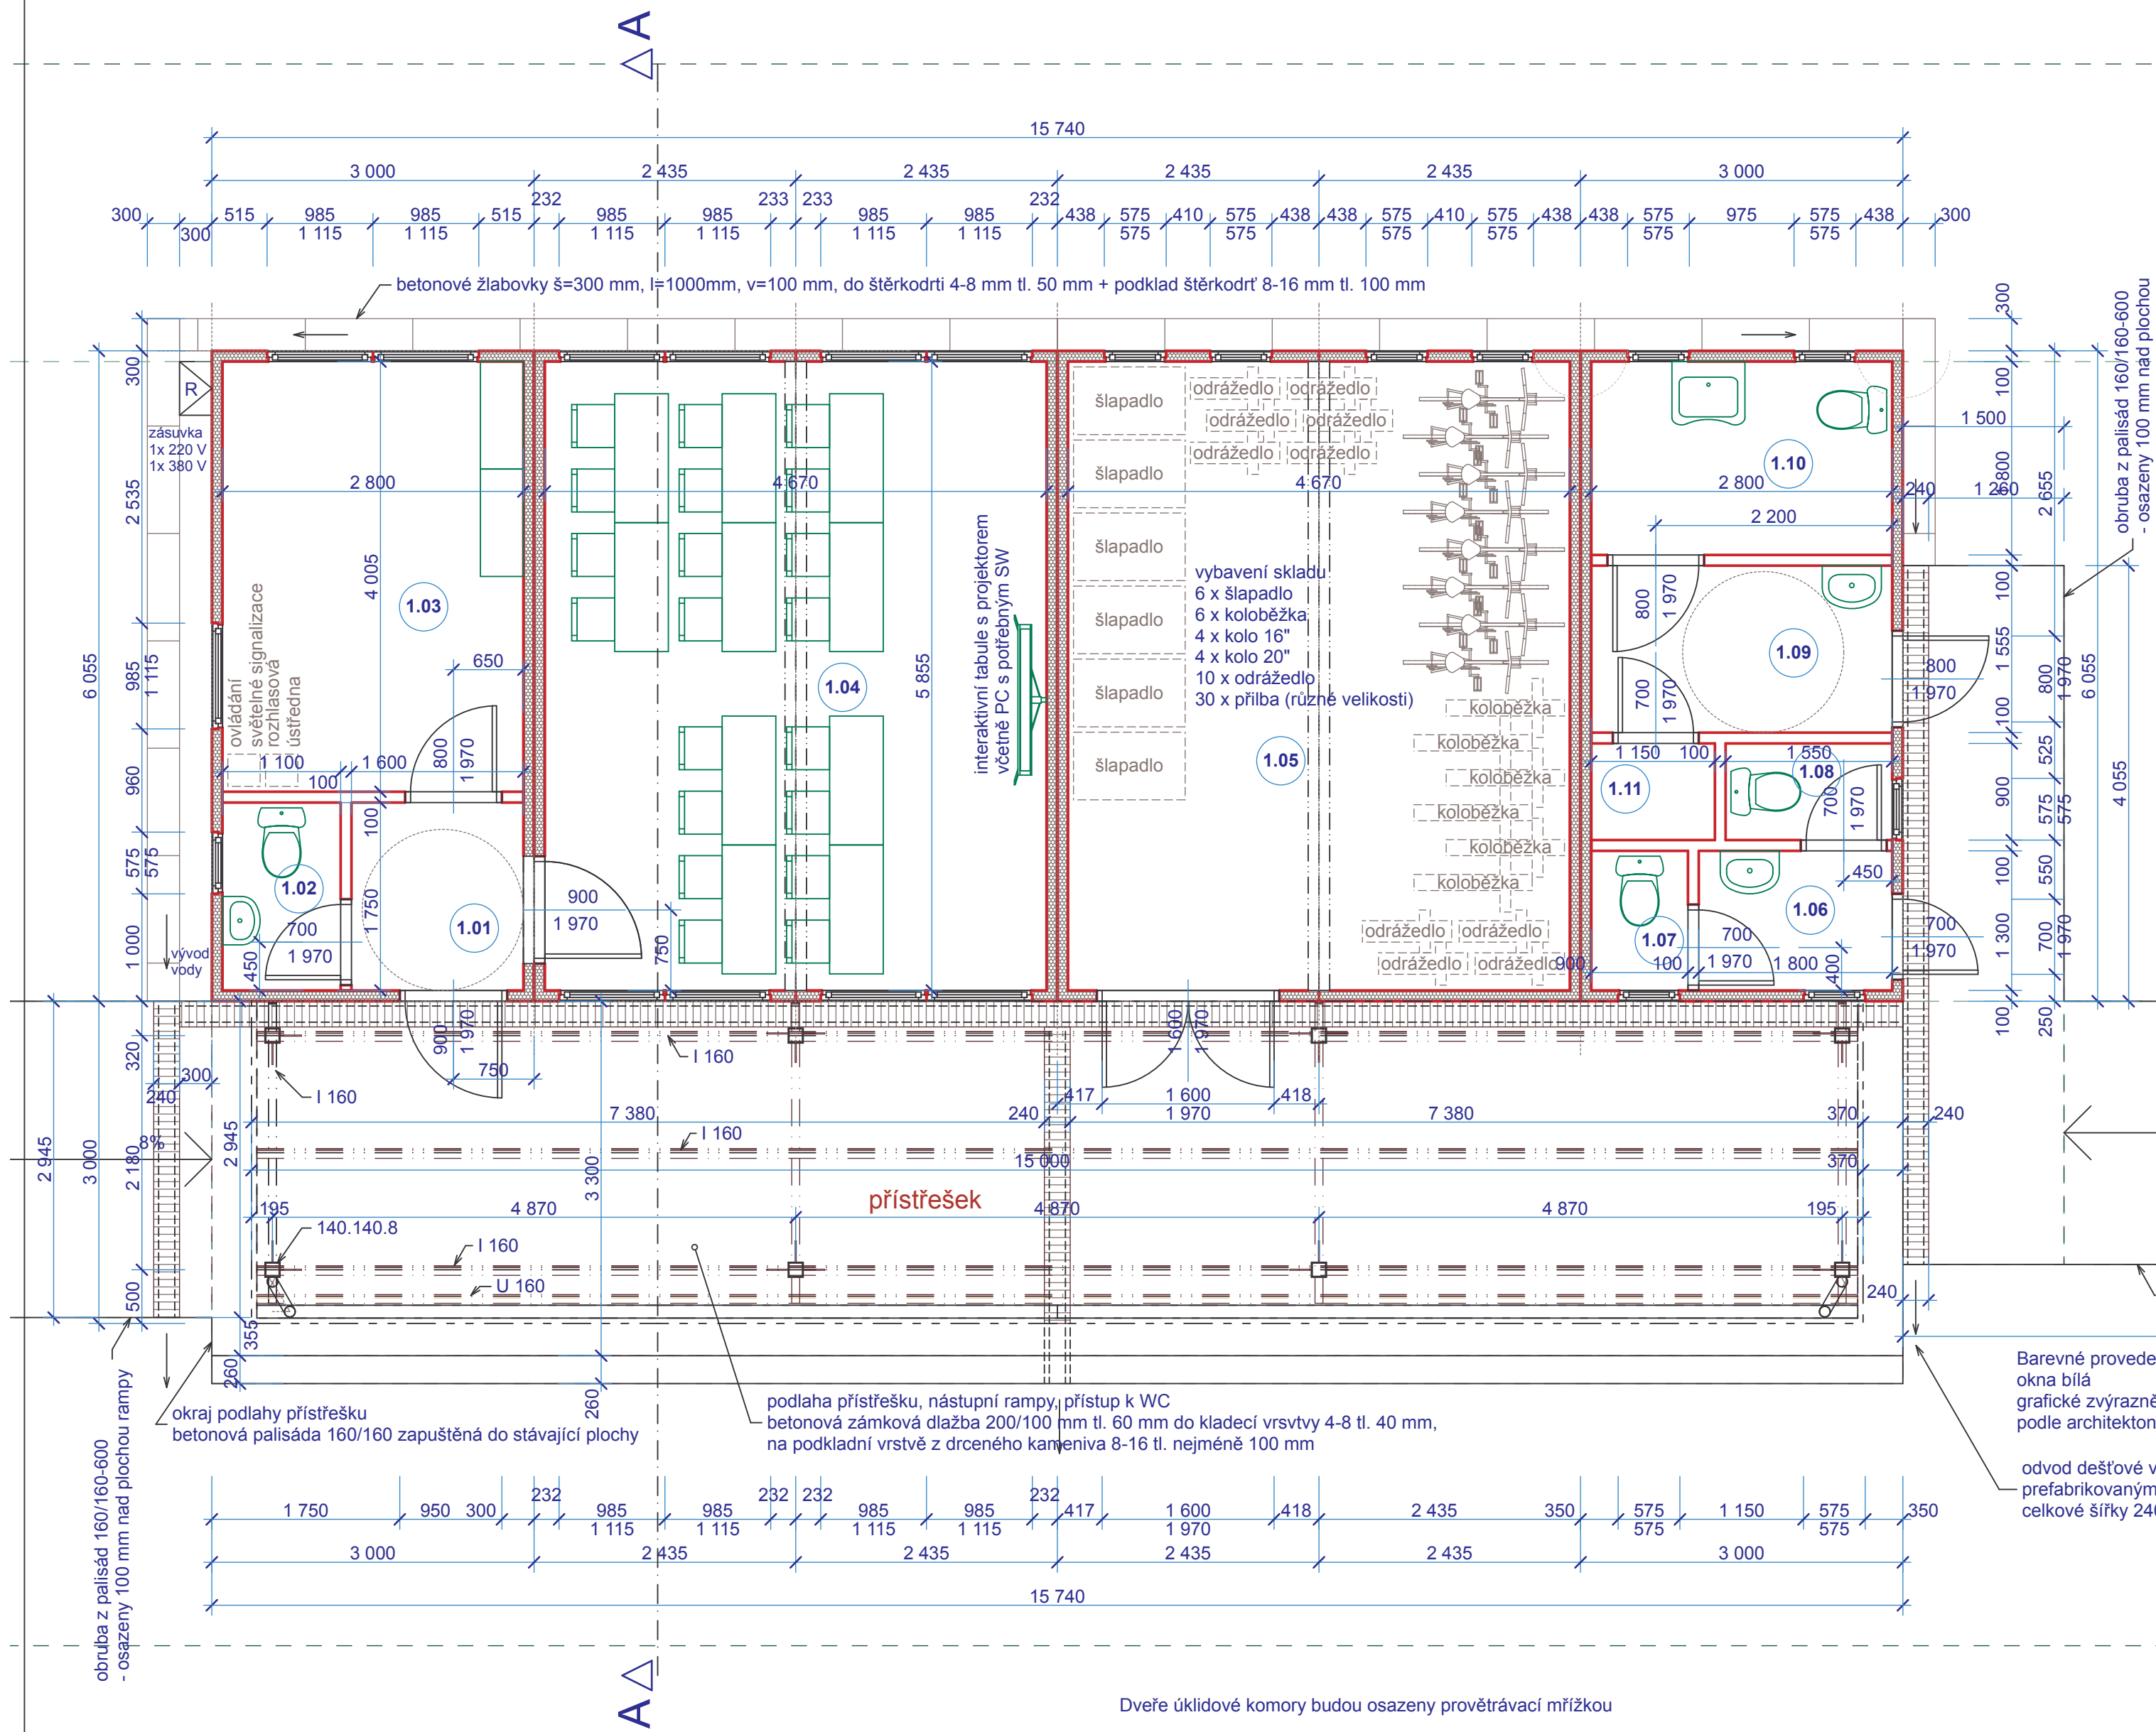 A
15 740
3 000 2 435 2 435 2 435 2 435 3 000
232 233 233 232
300 300 515 985 985 515 985 985 985 985 438 575 410 575 438 438 575 410 575 438 438 575 975 575 438 300
1 115 1 115 1 115 1 115 1 115 1 115 575 575 575 575 575 575
betonové žlabovky š=300 mm, l=1000mm, v=100 mm, do štěrkodrti 4-8 mm tl. 50 mm + podklad štěrkodrť 8-16 mm tl. 100 mm
R
zásuvka
1x 220 V
1x 380 V
300
2 535
985
1 115
960
575
575
1 000
6 055
2 800
4 005
1.03
650
ovládání
světelné signalizace
rozhlasová
ústředna
1 100
100
1 600
800
1 970
100
1.02
700
1 970
450
1 750
1.01
vývod
vody
900
1 970
750
4 670
1.04
5 855
interaktivní tabule s projektorem
včetně PC s potřebným SW
šlapadlo
šlapadlo
šlapadlo
šlapadlo
šlapadlo
šlapadlo
odrážedlo odrážedlo
odrážedlo odrážedlo
odrážedlo odrážedlo
4 670
vybavení skladu
6 x šlapadlo
6 x koloběžka
4 x kolo 16"
4 x kolo 20"
10 x odrážedlo
30 x přilba (různé velikosti)
1.05
koloběžka
koloběžka
koloběžka
koloběžka
koloběžka
koloběžka
odrážedlo odrážedlo
odrážedlo odrážedlo
1.10
2 800
2 200
800
1 970
1.09
700
1 970
800
1 970
1 150 100 1 550
1.11
1.08
700
1 970
450
1.06
1.07
700
1 970
900 100 1 800
400
700
1 970
300
100
1 800
100
1 555
100
900
100
1 300
100
1 500
240 1 260
2 655
800
1 970
525
575
575
550
700
1 970
250
6 055
4 055
obruba z palisád 160/160-600
- osazeny 100 mm nad plochou
2 945
3 000
320
2 180
500
240
300
8%
2 945
355
260
900
1 970
750
I 160
I 160
I 160
I 160
U 160
140.140.8
7 380 240 7 380 370 240
417 1 600 418
1 970
1 600
1 970
15 000 370
3 300
260
přístřešek
195 4 870 4 870 4 870 195
240
okraj podlahy přístřešku
betonová palisáda 160/160 zapuštěná do stávající plochy
podlaha přístřešku, nástupní rampy, přístup k WC
betonová zámková dlažba 200/100 mm tl. 60 mm do kladecí vrsvtvy 4-8 tl. 40 mm,
na podkladní vrstvě z drceného kameniva 8-16 tl. nejméně 100 mm
Barevné provede
okna bílá
grafické zvýrazně
podle architekton
odvod dešťové v
prefabrikovaným
celkové šířky 240
obruba z palisád 160/160/160-600
- osazeny 100 mm nad plochou rampy
232 232 232 232
1 750 950 300 985 985 985 985 417 1 600 418 2 435 350 575 1 150 575 350
1 115 1 115 1 115 1 115 1 970 575 575
3 000 2 435 2 435 2 435 2 435 3 000
15 740
A
Dveře úklidové komory budou osazeny provětrávací mřížkou